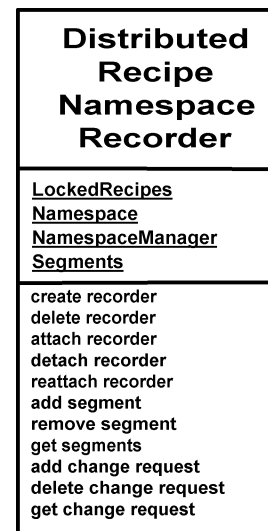 Distributed
Recipe
Namespace
Recorder
LockedRecipes
Namespace
NamespaceManager
Segments
create recorder
delete recorder
attach recorder
detach recorder
reattach recorder
add segment
remove segment
get segments
add change request
delete change request
get change request